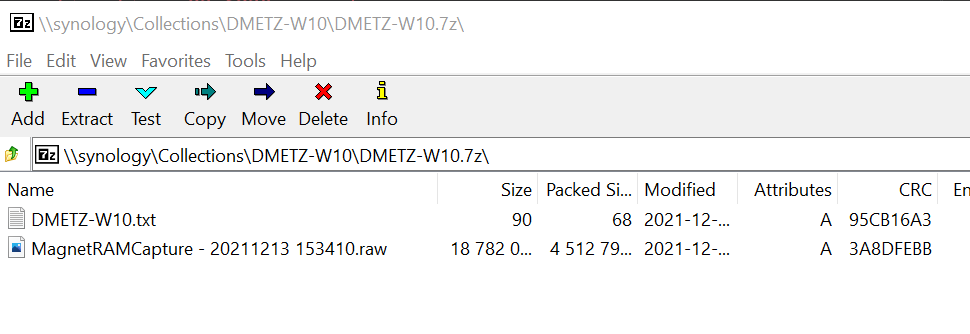 7z \\synology\Collections\DMETZ-W10\DMETZ-W10.7z\
File Edit View Favorites Tools Help
Add Extract Test Copy Move Delete Info
7z \\synology\Collections\DMETZ-W10\DMETZ-W10.7z\
Name Size Packed Si... Modified Attributes CRC En
DMETZ-W10.txt 90 68 2021-12-... A 95CB16A3
MagnetRAMCapture - 20211213 153410.raw 18 782 0... 4 512 79... 2021-12-... A 3A8DFEBB